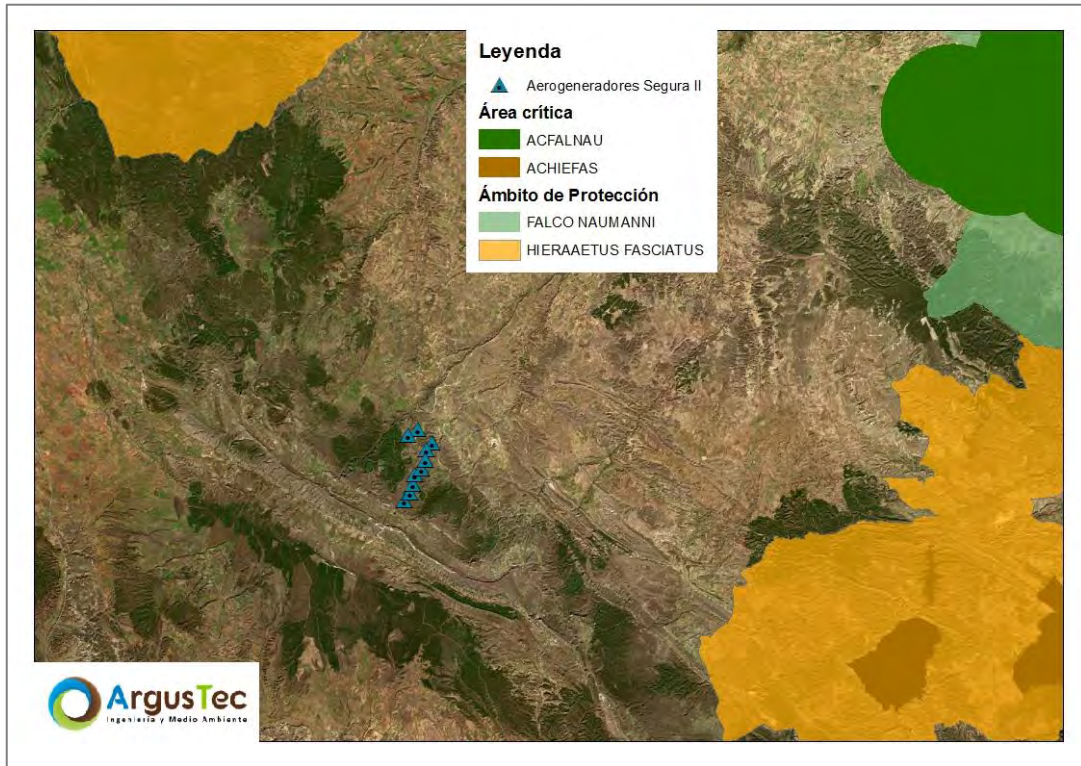 Leyenda
Aerogeneradores Segura II
Área crítica
ACFALNAU
ACHIEFAS
Ámbito de Protección
FALCO NAUMANNI
HIERAAETUS FASCIATUS
ArgusTec
Ingeniería y Medio Ambiente